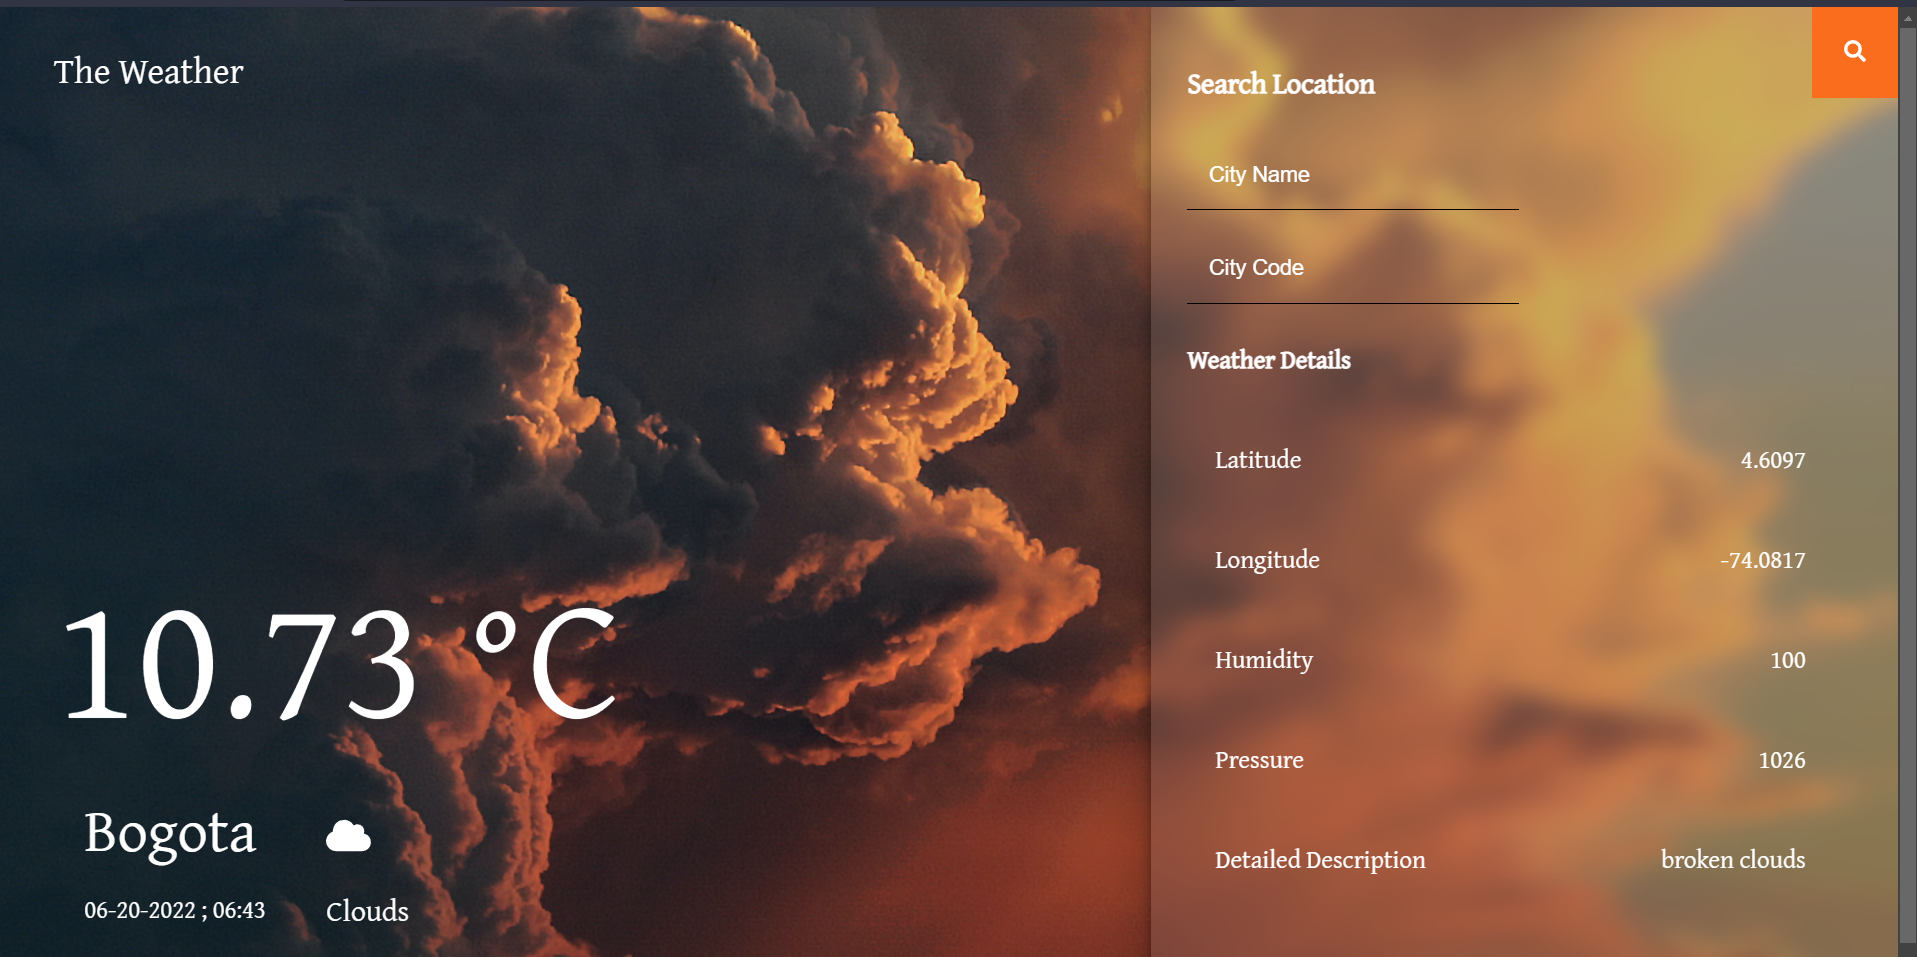 The Weather
10.73 °C
Bogota
06-20-2022 ; 06:43
Clouds
Search Location
City Name
City Code
Weather Details
Latitude 4.6097
Longitude -74.0817
Humidity 100
Pressure 1026
Detailed Description broken clouds